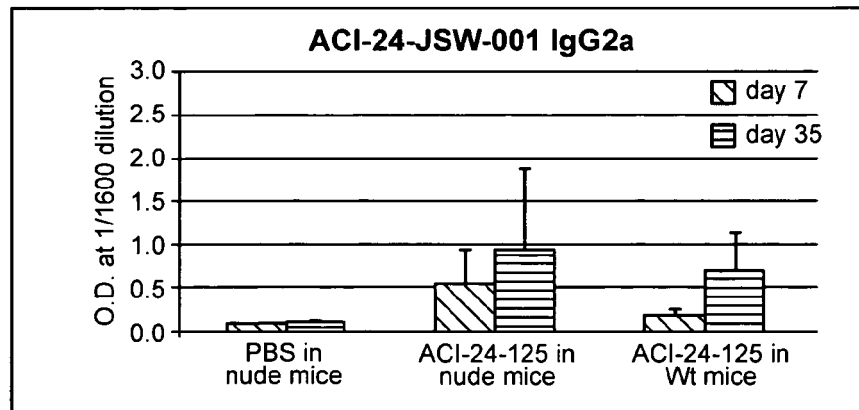 ACI-24-JSW-001 IgG2a
O.D. at 1/1600 dilution
3.0
2.5
2.0
1.5
1.0
0.5
0.0
day 7
day 35
PBS in
nude mice
ACI-24-125 in
nude mice
ACI-24-125 in
Wt mice